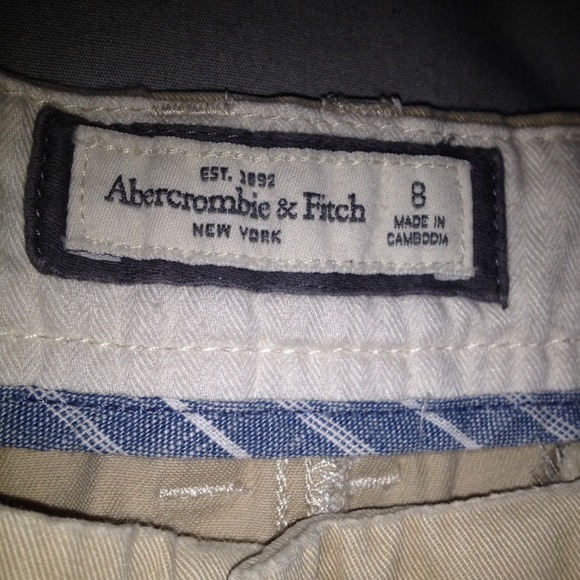 EST. 1892
Abercrombie & Fitch
NEW YORK
8
MADE IN
CAMBODIA